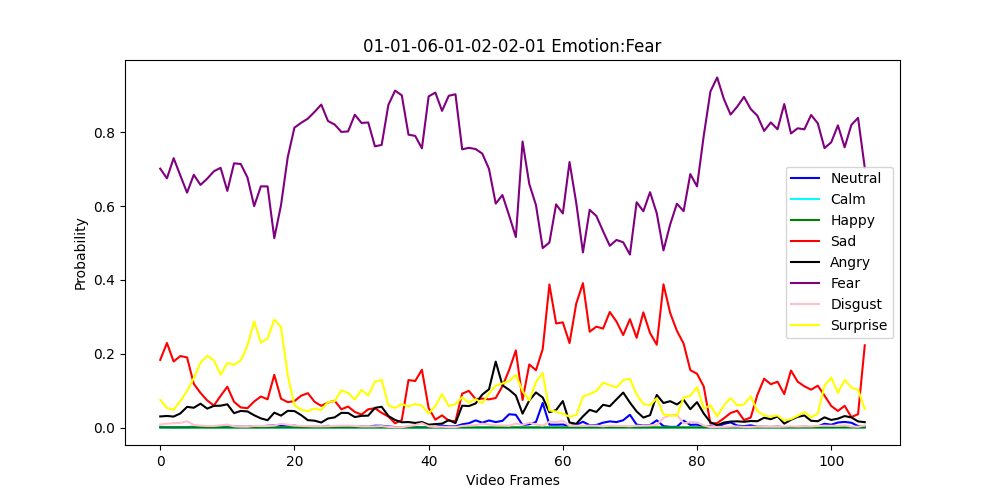 01-01-06-01-02-02-01 Emotion:Fear
Probability
0.8
0.6
0.4
0.2
0.0
0
20
40
60
80
100
Video Frames
Neutral
Calm
Happy
Sad
Angry
Fear
Disgust
Surprise